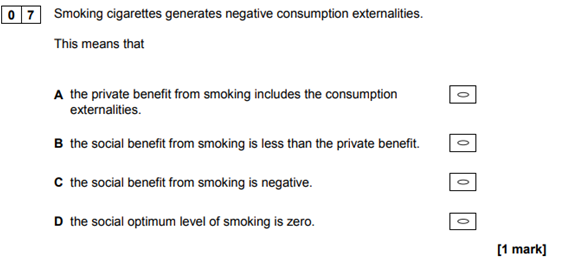 0 7 Smoking cigarettes generates negative consumption externalities.
This means that
A the private benefit from smoking includes the consumption
externalities.
B the social benefit from smoking is less than the private benefit.
C the social benefit from smoking is negative.
D the social optimum level of smoking is zero.
[1 mark]